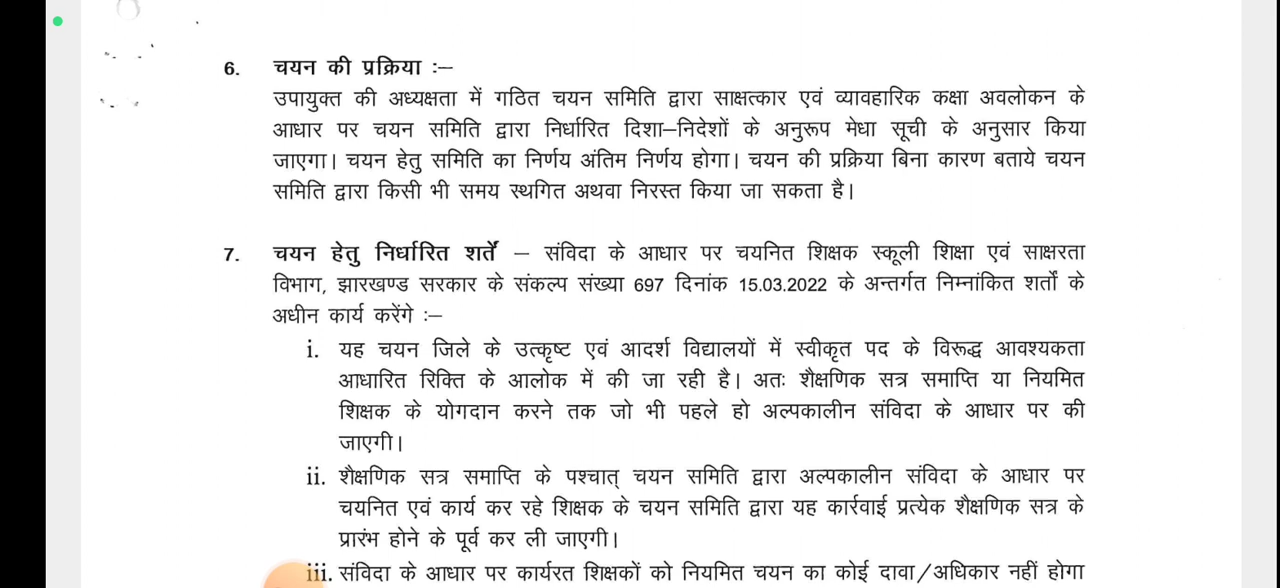 6. चयन की प्रक्रिया :–
उपायुक्त की अध्यक्षता में गठित चयन समिति द्वारा साक्षत्कार एवं व्यावहारिक कक्षा अवलोकन के
आधार पर चयन समिति द्वारा निर्धारित दिशा–निदेशों के अनुरूप मेधा सूची के अनुसार किया
जाएगा। चयन हेतु समिति का निर्णय अंतिम निर्णय होगा। चयन की प्रक्रिया बिना कारण बताये चयन
समिति द्वारा किसी भी समय स्थगित अथवा निरस्त किया जा सकता है।
7. चयन हेतु निर्धारित शर्तें – संविदा के आधार पर चयनित शिक्षक स्कूली शिक्षा एवं साक्षरता
विभाग, झारखण्ड सरकार के संकल्प संख्या 697 दिनांक 15.03.2022 के अन्तर्गत निम्नांकित शर्तों के
अधीन कार्य करेंगे :–
i. यह चयन जिले के उत्कृष्ट एवं आदर्श विद्यालयों में स्वीकृत पद के विरूद्ध आवश्यकता
आधारित रिक्ति के आलोक में की जा रही है। अतः शैक्षणिक सत्र समाप्ति या नियमित
शिक्षक के योगदान करने तक जो भी पहले हो अल्पकालीन संविदा के आधार पर की
जाएगी।
ii. शैक्षणिक सत्र समाप्ति के पश्चात् चयन समिति द्वारा अल्पकालीन संविदा के आधार पर
चयनित एवं कार्य कर रहे शिक्षक के चयन समिति द्वारा यह कार्रवाई प्रत्येक शैक्षणिक सत्र के
प्रारंभ होने के पूर्व कर ली जाएगी।
iii. संविदा के आधार पर कार्यरत शिक्षकों को नियमित चयन का कोई दावा/अधिकार नहीं होगा